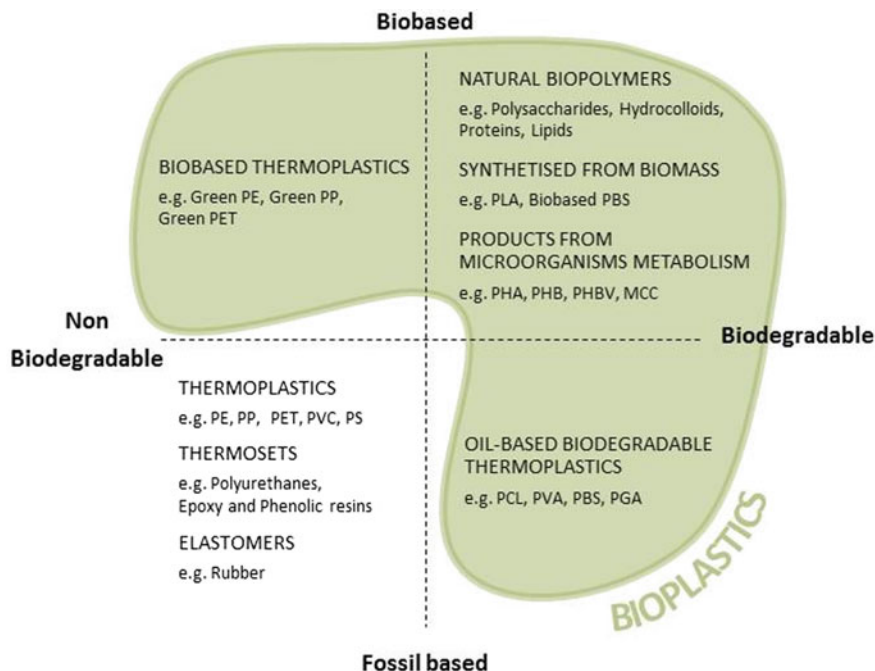 Biobased
NATURAL BIOPOLYMERS
e.g. Polysaccharides, Hydrocolloids,
Proteins, Lipids
BIOBASED THERMOPLASTICS
e.g. Green PE, Green PP,
Green PET
SYNTHETISED FROM BIOMASS
e.g. PLA, Biobased PBS
PRODUCTS FROM
MICROORGANISMS METABOLISM
e.g. PHA, PHB, PHBV, MCC
Non
Biodegradable
Biodegradable
THERMOPLASTICS
e.g. PE, PP, PET, PVC, PS
THERMOSETS
e.g. Polyurethanes,
Epoxy and Phenolic resins
ELASTOMERS
e.g. Rubber
OIL-BASED BIODEGRADABLE
THERMOPLASTICS
e.g. PCL, PVA, PBS, PGA
BIOPLASTICS
Fossil based